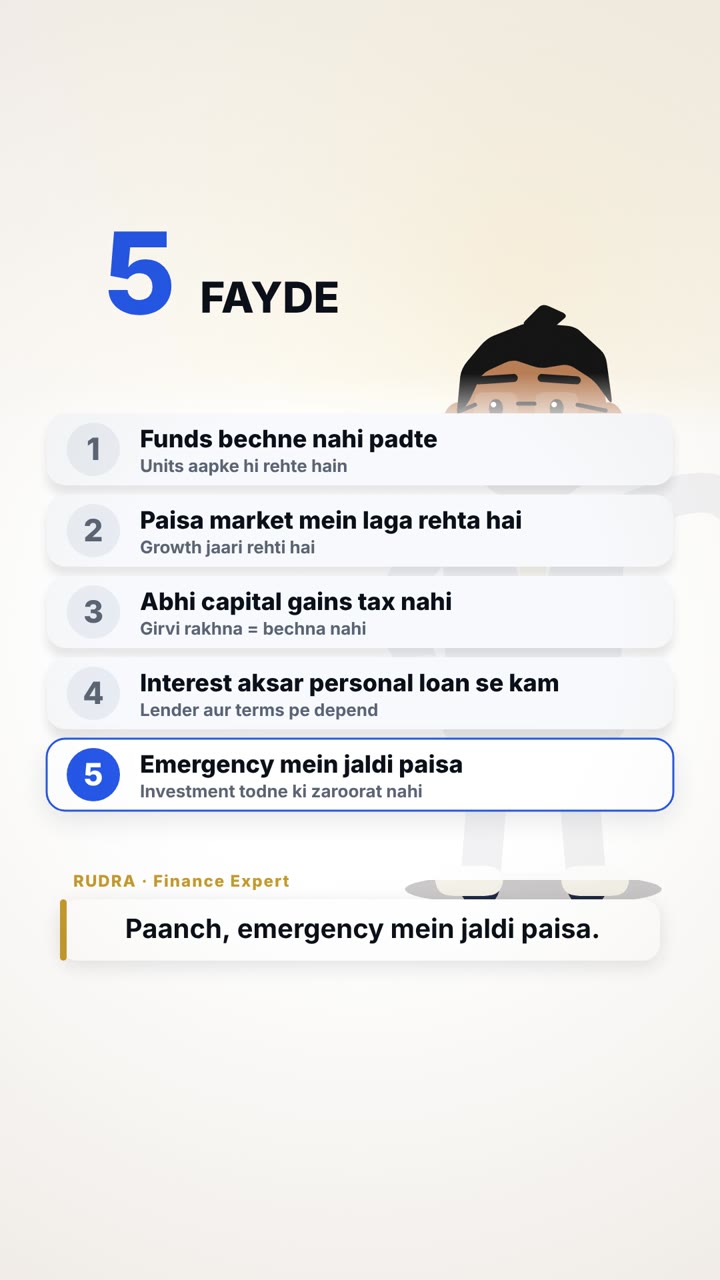 5 FAYDE
1 Funds bechne nahi padte
Units aapke hi rehte hain
2 Paisa market mein laga rehta hai
Growth jaari rehti hai
3 Abhi capital gains tax nahi
Girvi rakhna = bechna nahi
4 Interest aksar personal loan se kam
Lender aur terms pe depend
5 Emergency mein jaldi paisa
Investment todne ki zaroorat nahi
RUDRA · Finance Expert
Paanch, emergency mein jaldi paisa.